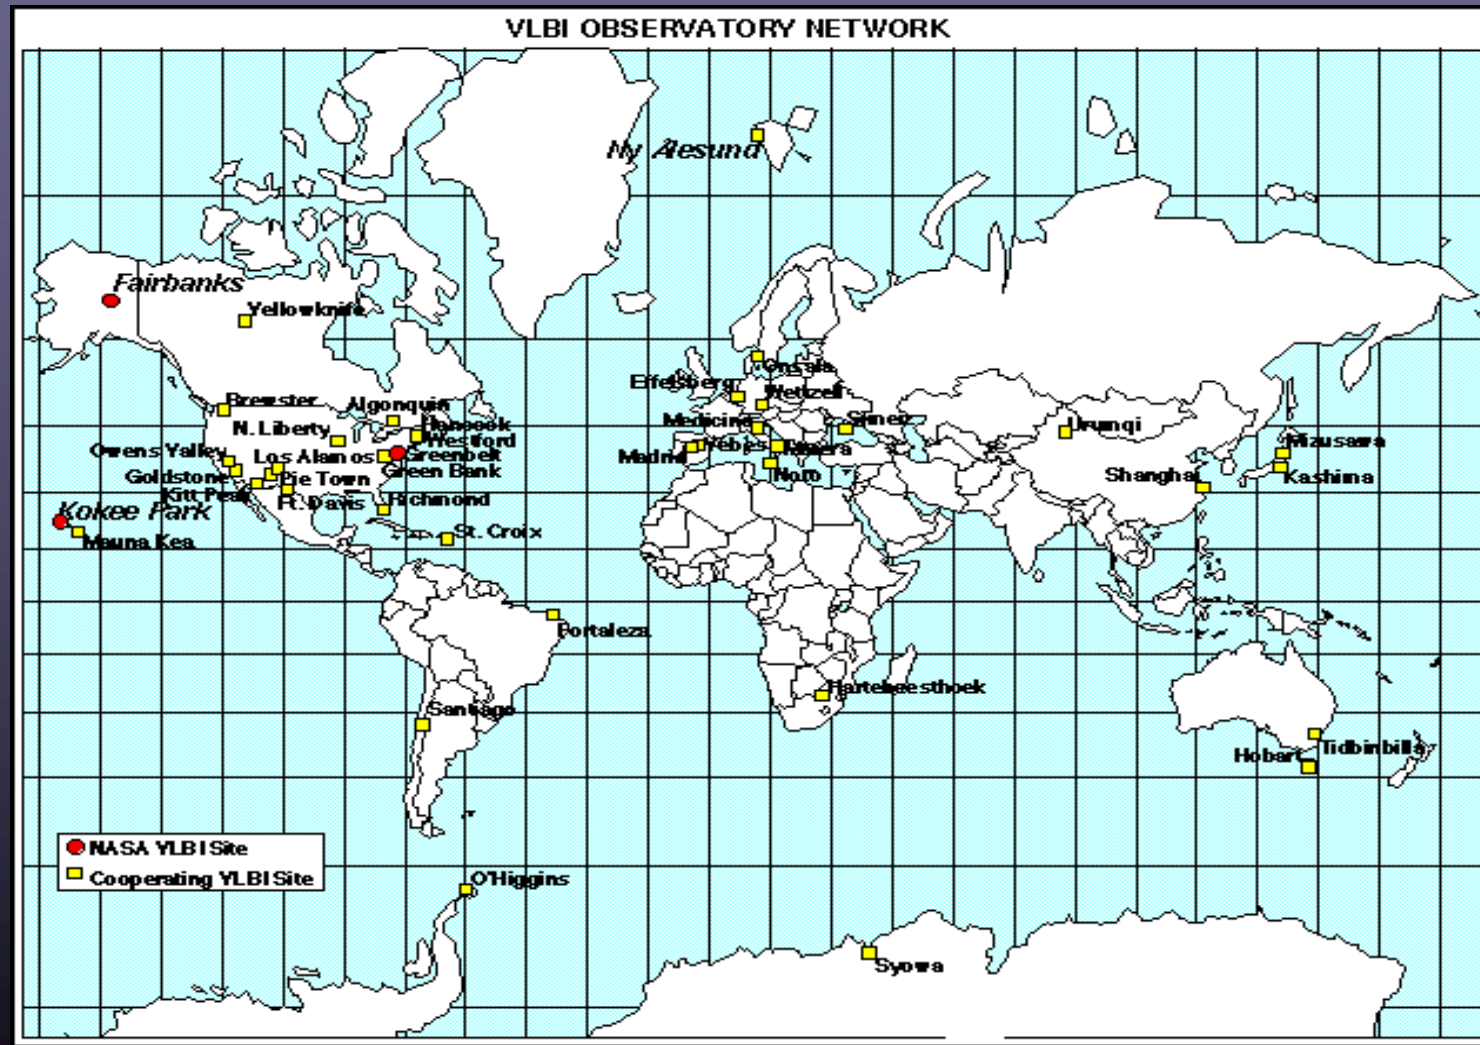 VLBI OBSERVATORY NETWORK
Ny Ålesund
Fairbanks
Yellowknife
Onsala
Effelsberg
Wettzell
Brewster
Algonquin
Hancock
N. Liberty
Westford
Medicina
Simeiz
Urumqi
Mizusawa
Owens Valley
Los Alamos
Greenbelt
Madrid
Yebes
Matera
Goldstone
Pie Town
Green Bank
Noto
Shanghai
Kashima
Kitt Peak
Ft. Davis
Richmond
Kokee Park
Mauna Kea
St. Croix
Fortaleza
Hartebeesthoek
Santiago
Tidbinbilla
Hobart
NASA VLBI Site
Cooperating VLBI Site
O'Higgins
Syowa